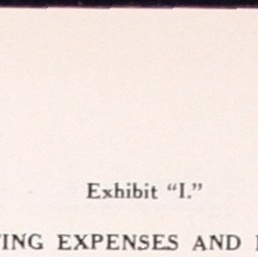 Exhibit “I.”
ING EXPENSES AND